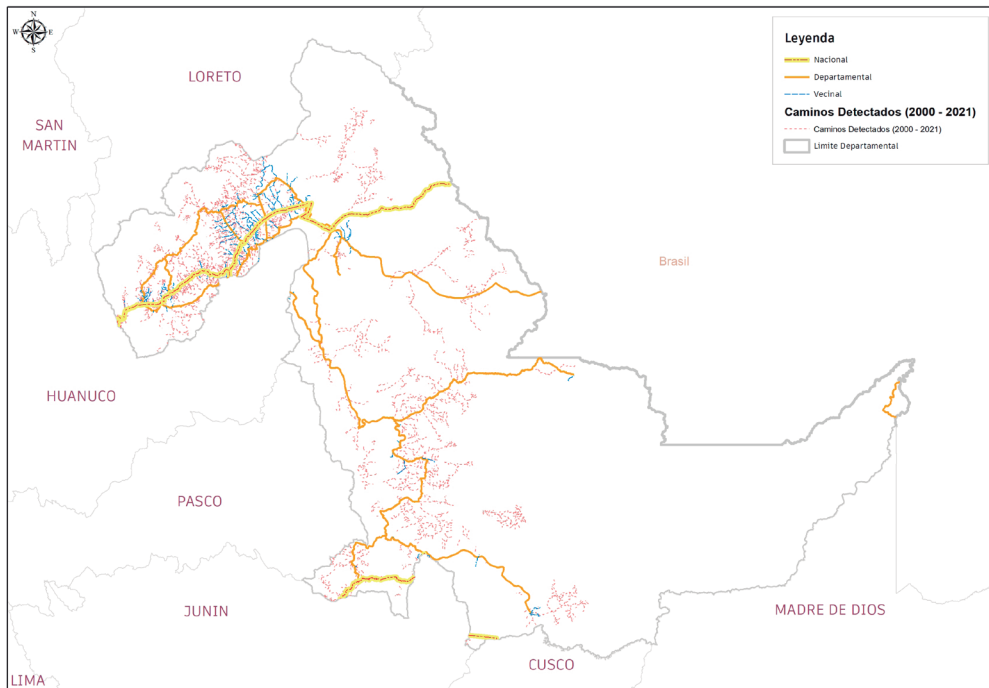 N
W
E
S
LORETO
SAN
MARTIN
HUANUCO
PASCO
JUNIN
LIMA
CUSCO
MADRE DE DIOS
Brasil
Leyenda
Nacional
Departamental
Vecinal
Caminos Detectados (2000 - 2021)
Caminos Detectados (2000 - 2021)
Limite Departamental